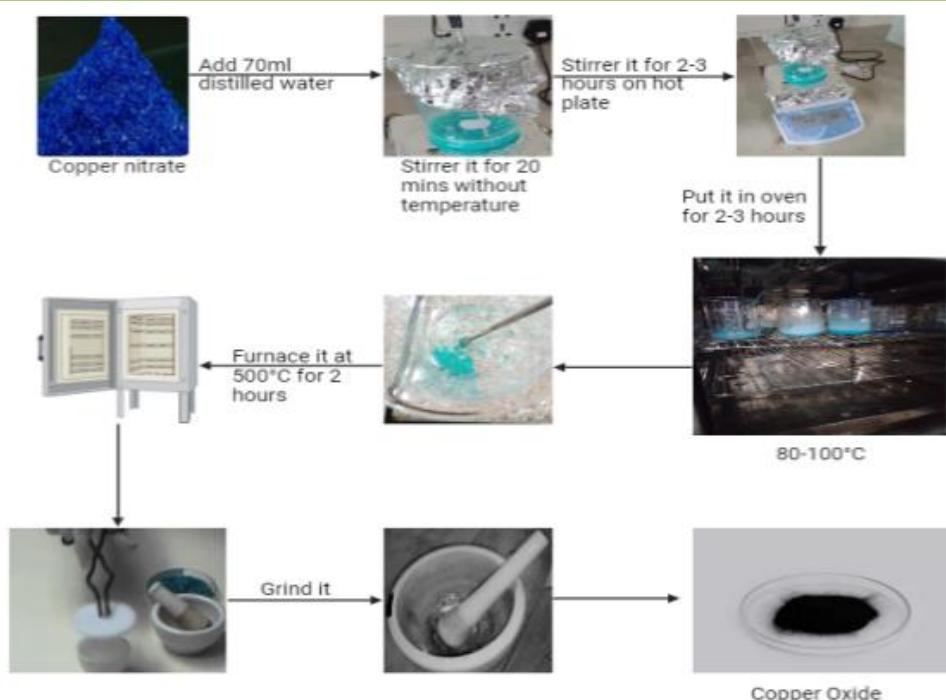 Add 70ml
distilled water
Stirrer it for 2-3
hours on hot
plate
Copper nitrate
Stirrer it for 20
mins without
temperature
Put it in oven
for 2-3 hours
Furnace it at
500°C for 2
hours
80-100°C
Grind it
Copper Oxide